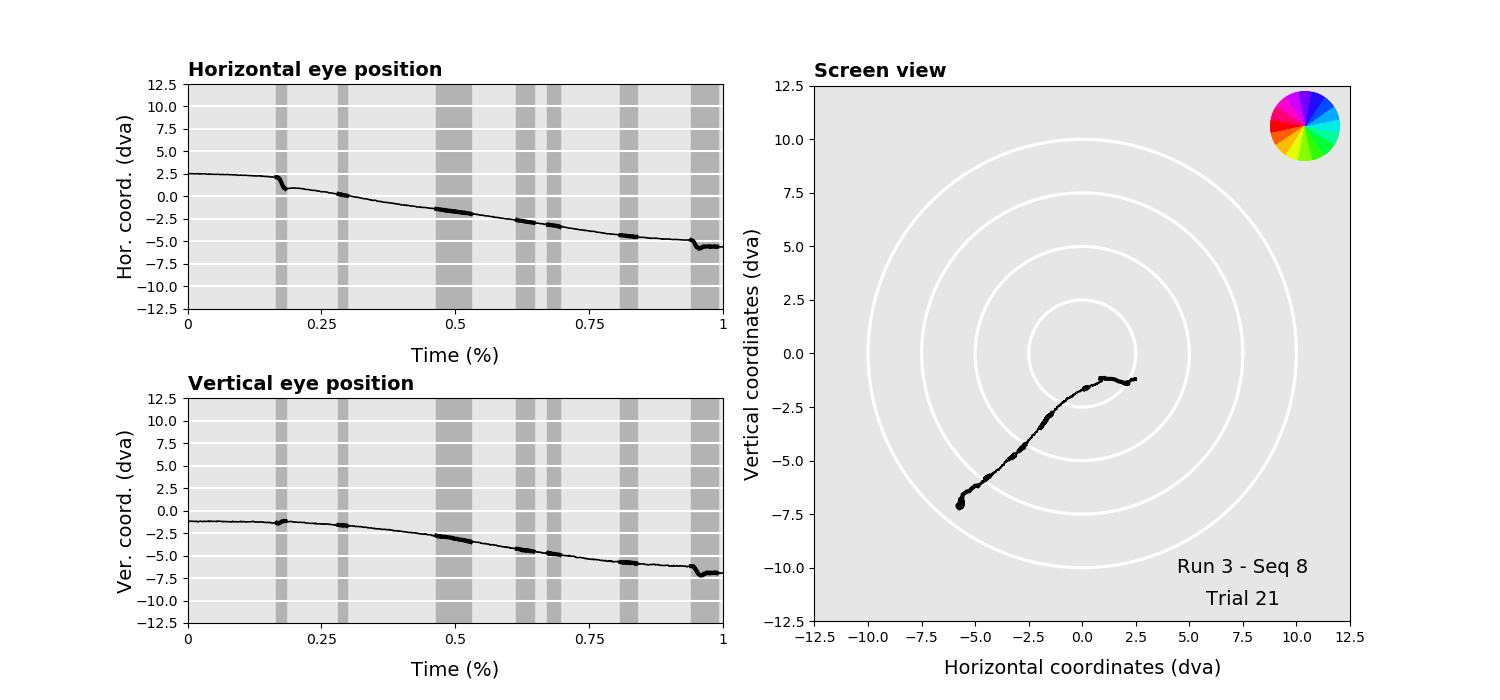 Horizontal eye position
12.5
10.0
7.5
5.0
2.5
0.0
−2.5
−5.0
−7.5
−10.0
−12.5
Hor. coord. (dva)
0 0.25 0.5 0.75 1
Time (%)
Vertical eye position
12.5
10.0
7.5
5.0
2.5
0.0
−2.5
−5.0
−7.5
−10.0
−12.5
Ver. coord. (dva)
0 0.25 0.5 0.75 1
Time (%)
Screen view
12.5
10.0
7.5
5.0
2.5
0.0
−2.5
−5.0
−7.5
−10.0
−12.5
Vertical coordinates (dva)
Run 3 - Seq 8
Trial 21
−12.5 −10.0 −7.5 −5.0 −2.5 0.0 2.5 5.0 7.5 10.0 12.5
Horizontal coordinates (dva)